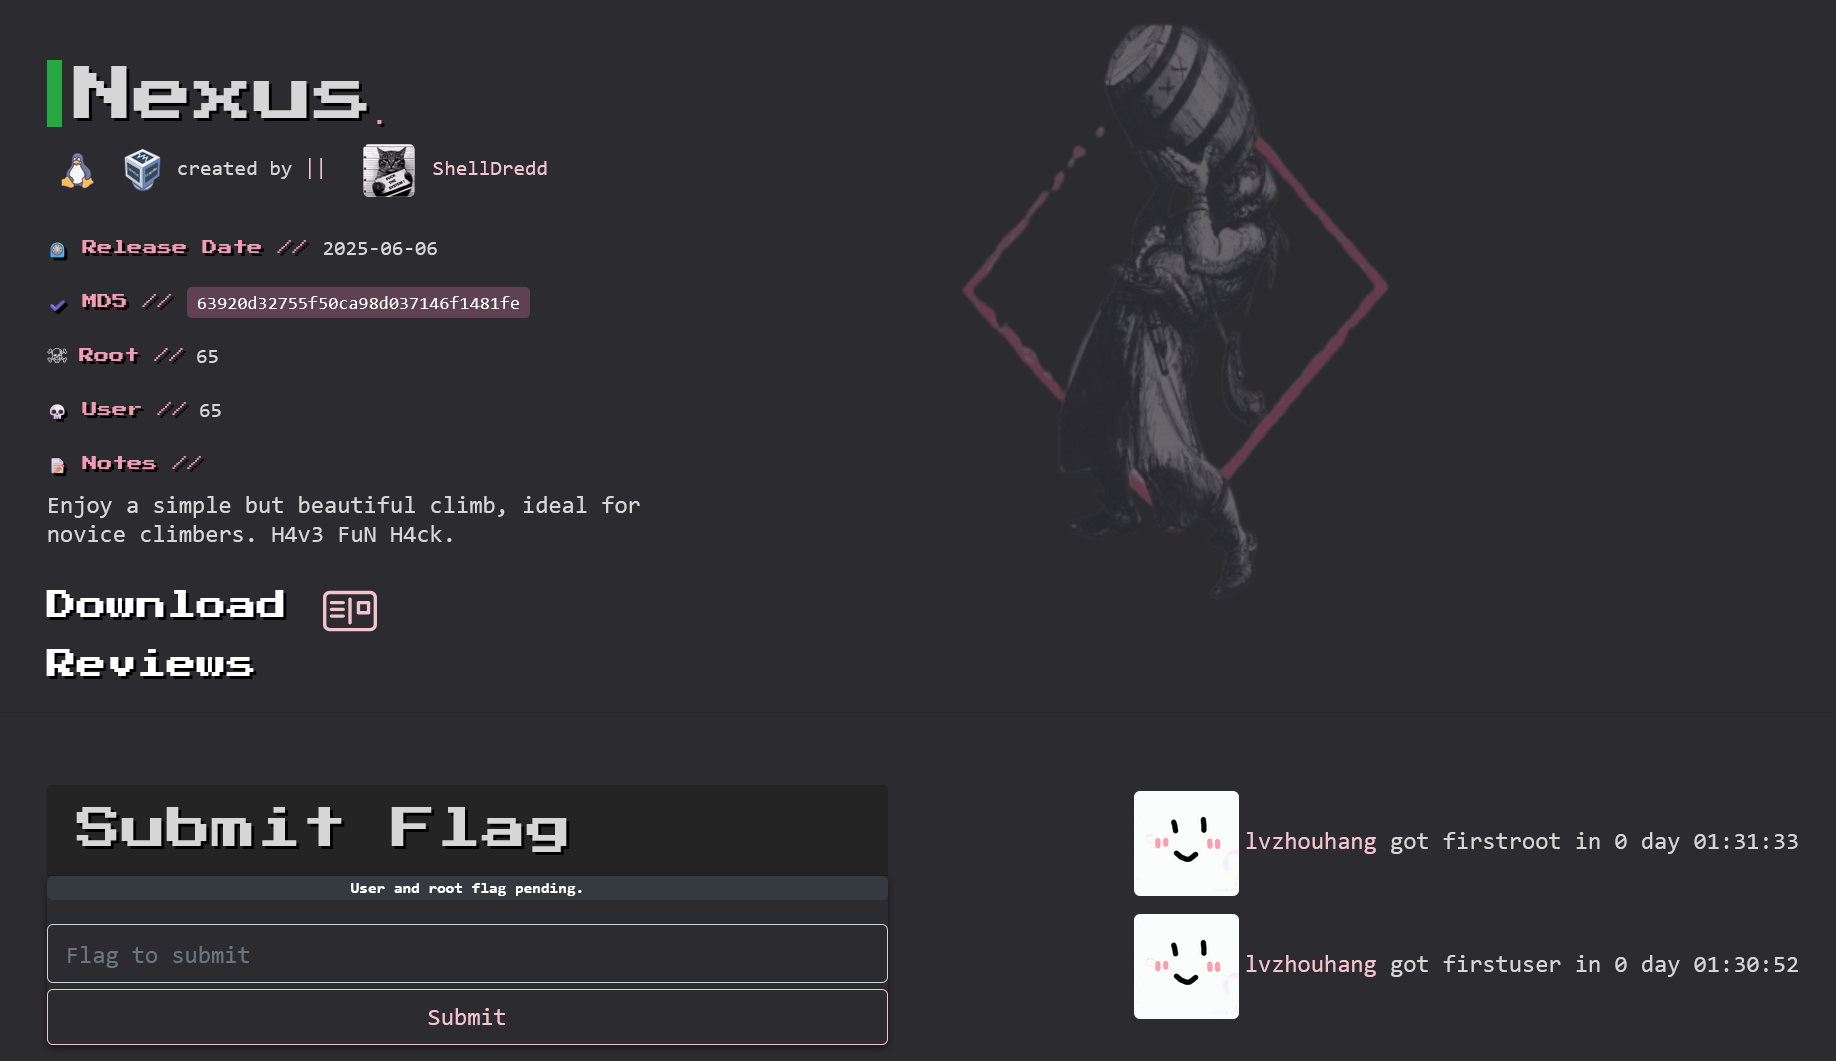 Nexus.
created by || ShellDredd
Release Date // 2025-06-06
MD5 // 63920d32755f50ca98d037146f1481fe
Root // 65
User // 65
Notes //
Enjoy a simple but beautiful climb, ideal for
novice climbers. H4v3 FuN H4ck.
Download
Reviews
Submit Flag
User and root flag pending.
Flag to submit
Submit
lvzhouhang got firstroot in 0 day 01:31:33
lvzhouhang got firstuser in 0 day 01:30:52